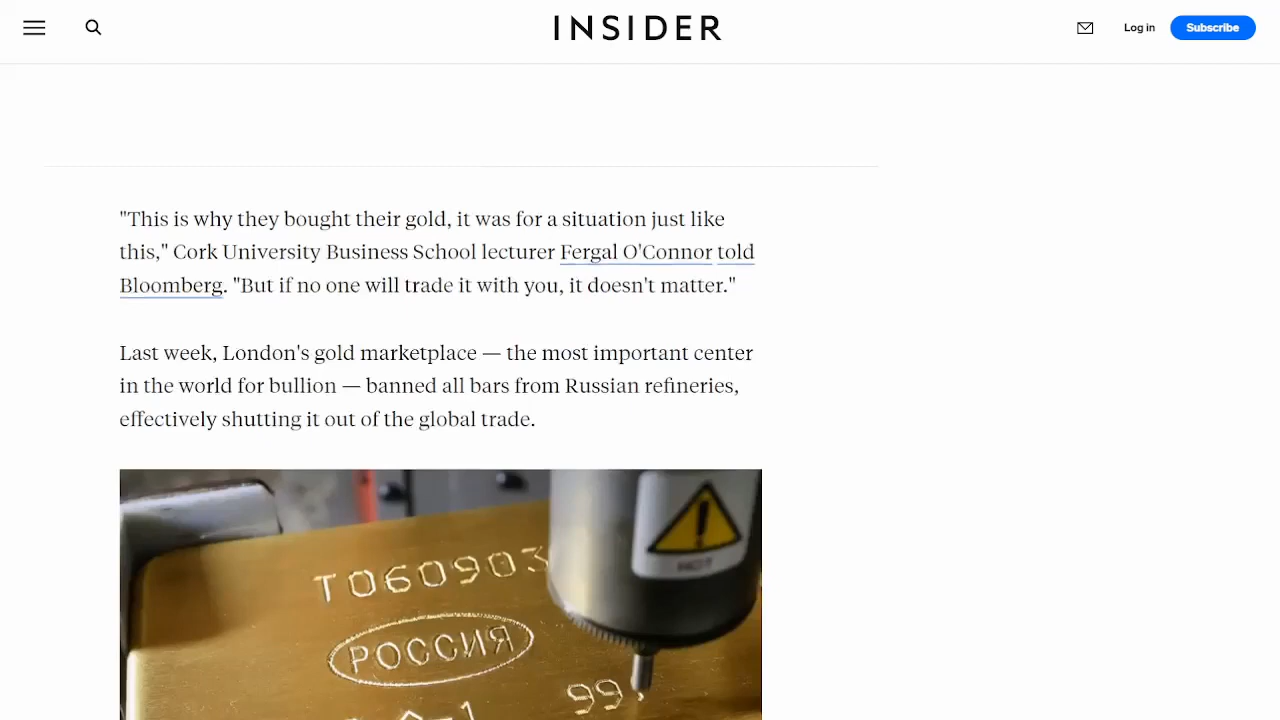 INSIDER
Log in
Subscribe
"This is why they bought their gold, it was for a situation just like
this," Cork University Business School lecturer Fergal O'Connor told
Bloomberg. "But if no one will trade it with you, it doesn't matter."
Last week, London's gold marketplace — the most important center
in the world for bullion — banned all bars from Russian refineries,
effectively shutting it out of the global trade.
HOT
T060903
РОССИЯ
99,